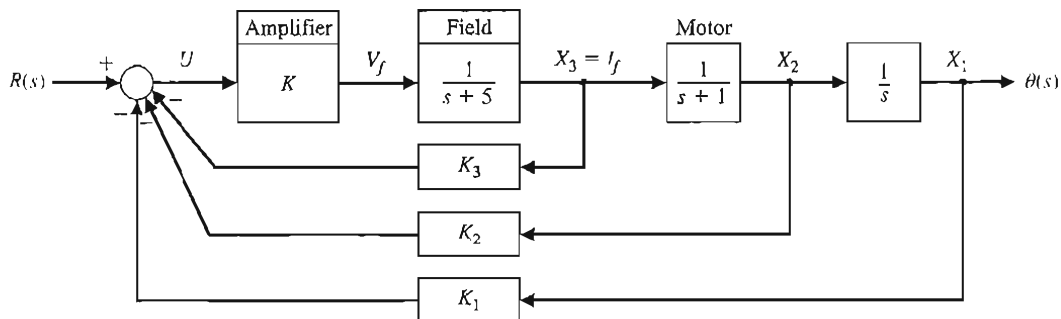 Amplifier
Field
Motor
+
U
V_f
X_3 = I_f
X_2
X_1
R(s)
K
1
s + 5
1
s + 1
1
s
θ(s)
−
−
−
K_3
K_2
K_1